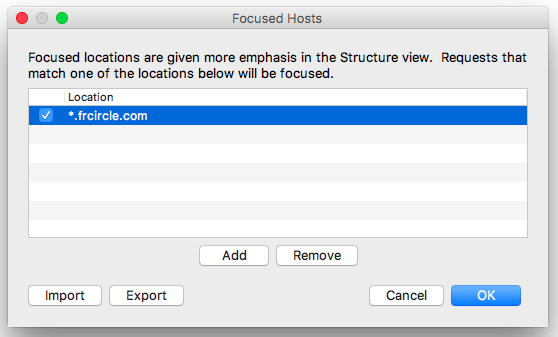 Focused Hosts
Focused locations are given more emphasis in the Structure view.  Requests that
match one of the locations below will be focused.
Location
*.frcircle.com
Add Remove
Import Export Cancel OK